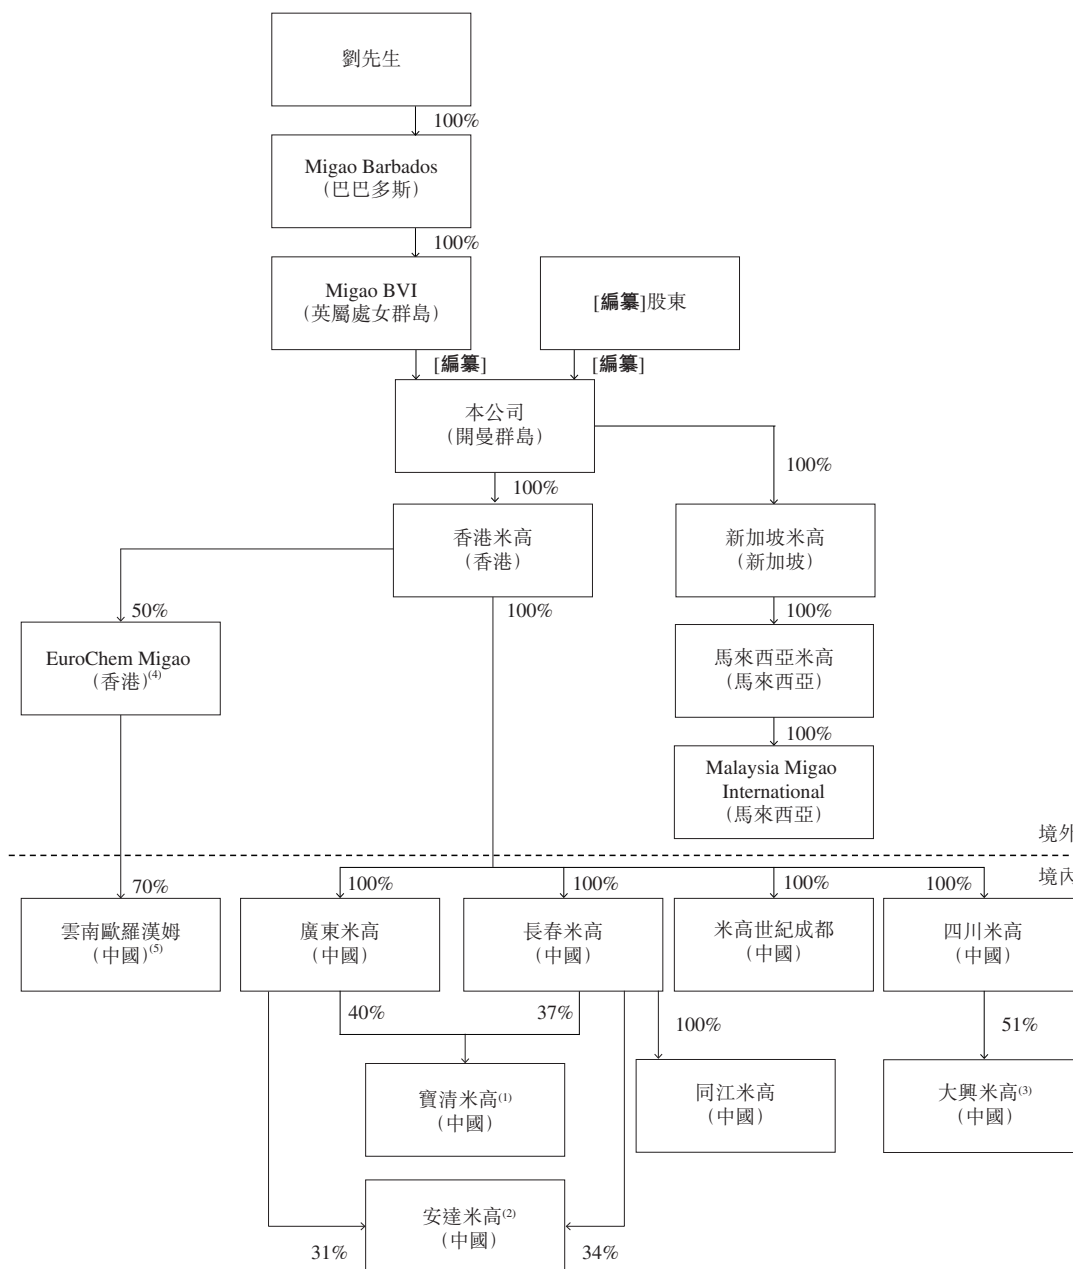 劉先生
100%
Migao Barbados
（巴巴多斯）
100%
Migao BVI
（英屬處女群島）
[編纂]股東
[編纂]
[編纂]
本公司
（開曼群島）
100%
100%
香港米高
（香港）
新加坡米高
（新加坡）
50%
100%
100%
EuroChem Migao
（香港）(4)
馬來西亞米高
（馬來西亞）
100%
Malaysia Migao
International
（馬來西亞）
境外
境內
70%
100%
100%
100%
100%
雲南歐羅漢姆
（中國）(5)
廣東米高
（中國）
長春米高
（中國）
米高世紀成都
（中國）
四川米高
（中國）
40%
37%
100%
51%
寶清米高(1)
（中國）
同江米高
（中國）
大興米高(3)
（中國）
安達米高(2)
（中國）
31%
34%